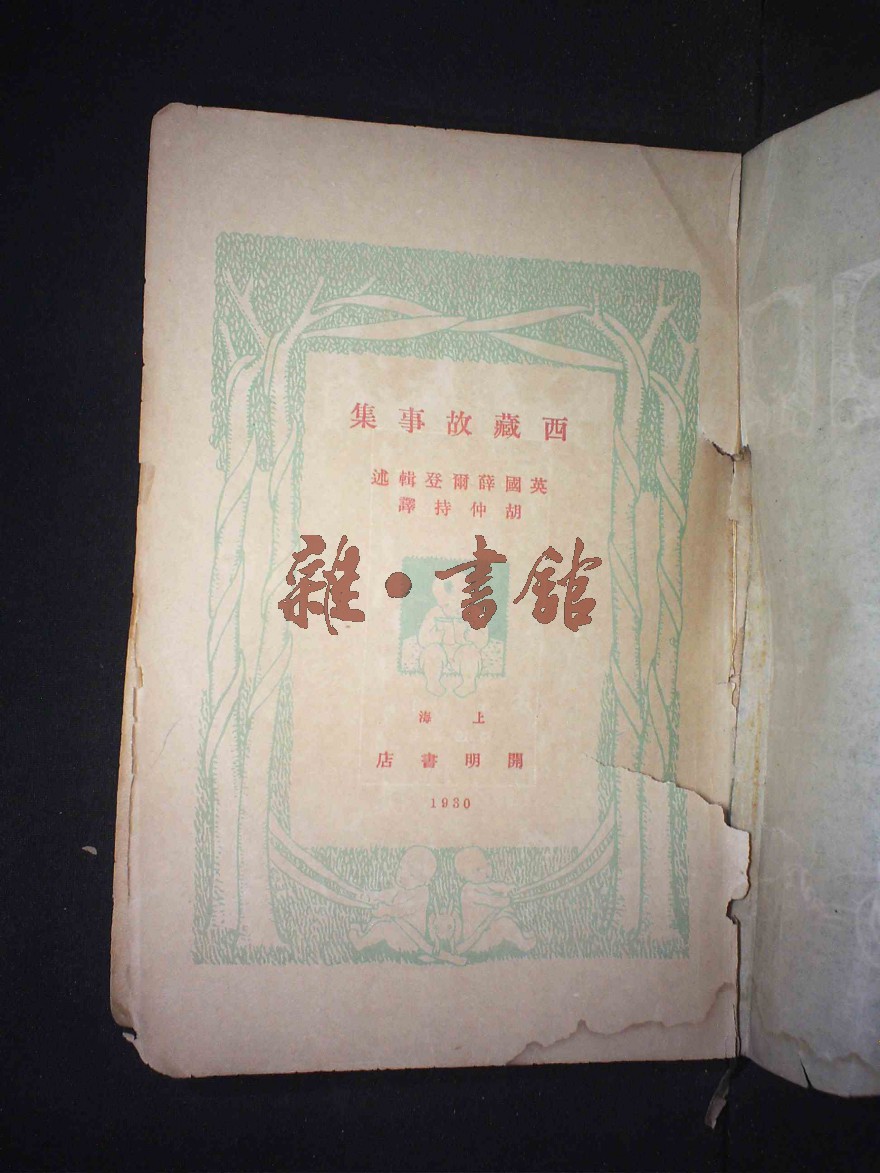 西藏故事集
英國薛爾登輯述
胡仲持譯
雜·書館
上海
開明書店
1930